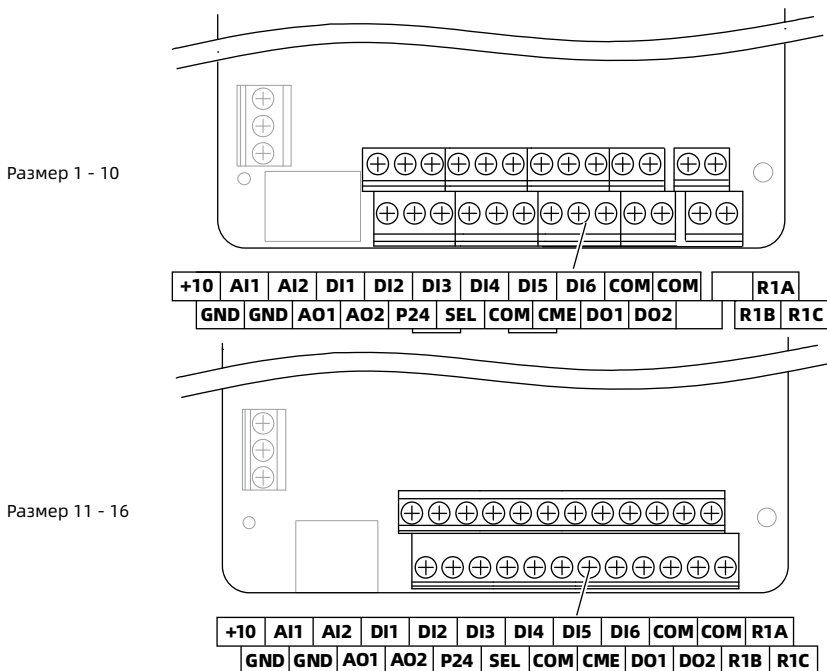 Размер 1 - 10
+10 AI1 AI2 DI1 DI2 DI3 DI4 DI5 DI6 COM COM R1A
GND GND AO1 AO2 P24 SEL COM CME DO1 DO2 R1B R1C
Размер 11 - 16
+10 AI1 AI2 DI1 DI2 DI3 DI4 DI5 DI6 COM COM R1A
GND GND AO1 AO2 P24 SEL COM CME DO1 DO2 R1B R1C